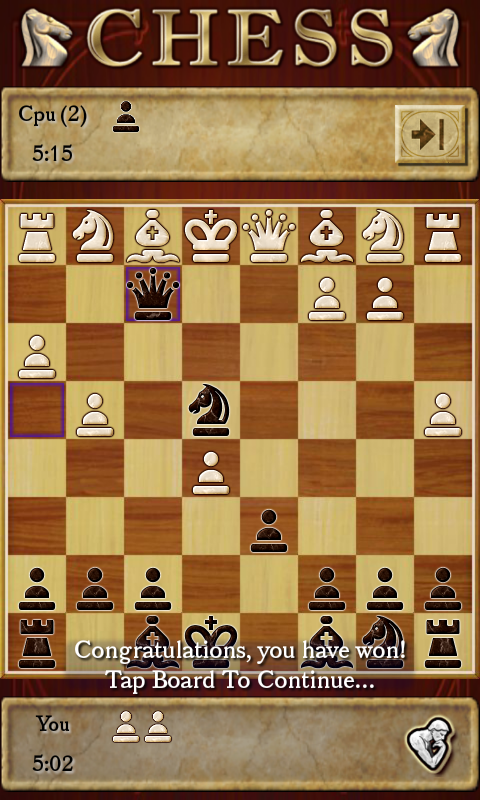 CHESS
Cpu (2)
5:15
Congratulations, you have won!
Tap Board To Continue...
You
5:02